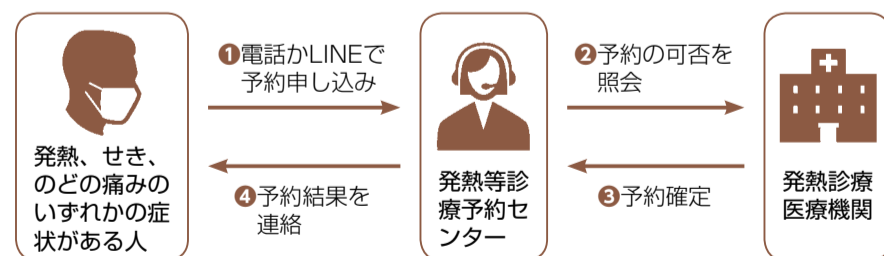 ❶電話かLINEで
予約申し込み
❷予約の可否を
照会
発熱、せき、
のどの痛みの
いずれかの症
状がある人
❹予約結果を
連絡
発熱等診
療予約セ
ンター
❸予約確定
発熱診療
医療機関